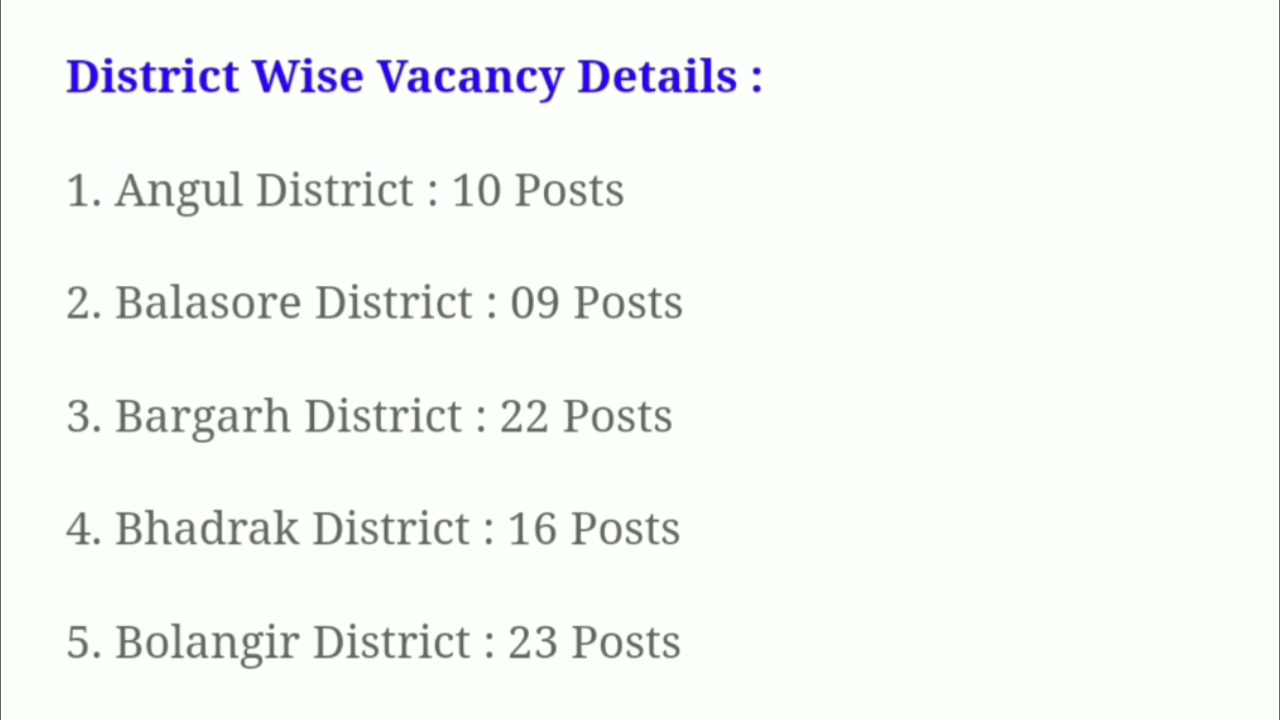 District Wise Vacancy Details :
1. Angul District : 10 Posts
2. Balasore District : 09 Posts
3. Bargarh District : 22 Posts
4. Bhadrak District : 16 Posts
5. Bolangir District : 23 Posts